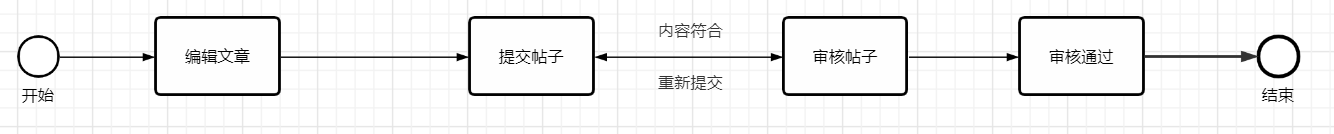 开始
编辑文章
提交帖子
内容符合
重新提交
审核帖子
审核通过
结束